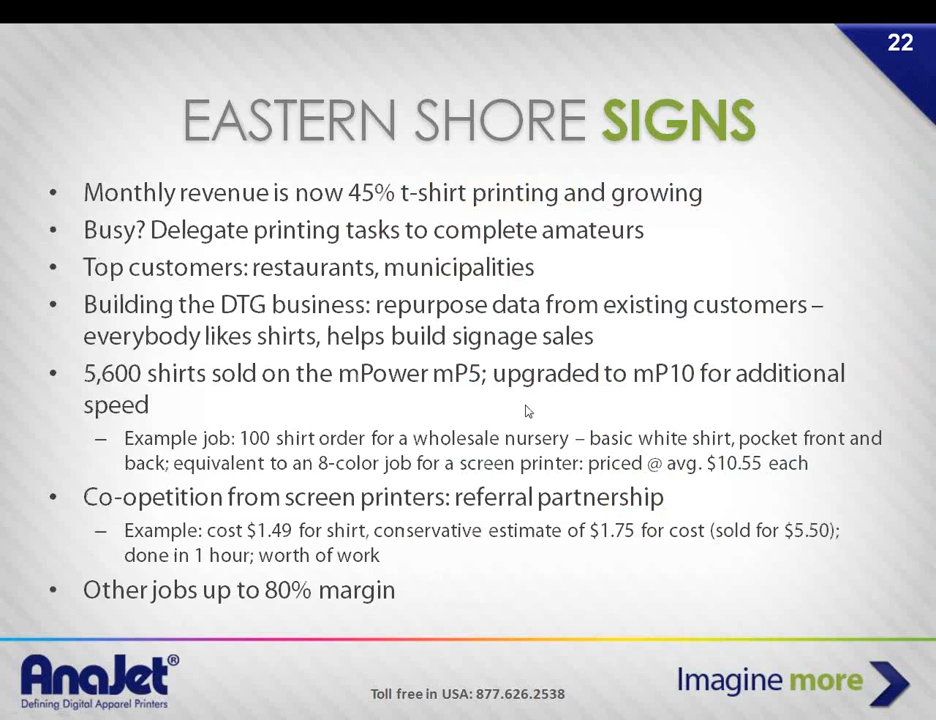 22
EASTERN SHORE SIGNS
• Monthly revenue is now 45% t-shirt printing and growing
• Busy? Delegate printing tasks to complete amateurs
• Top customers: restaurants, municipalities
• Building the DTG business: repurpose data from existing customers –
everybody likes shirts, helps build signage sales
• 5,600 shirts sold on the mPower mP5; upgraded to mP10 for additional
speed
– Example job: 100 shirt order for a wholesale nursery – basic white shirt, pocket front and
back; equivalent to an 8-color job for a screen printer: priced @ avg. $10.55 each
• Co-opetition from screen printers: referral partnership
– Example: cost $1.49 for shirt, conservative estimate of $1.75 for cost (sold for $5.50);
done in 1 hour; worth of work
• Other jobs up to 80% margin
AnaJet®
Defining Digital Apparel Printers
Toll free in USA: 877.626.2538
Imagine more